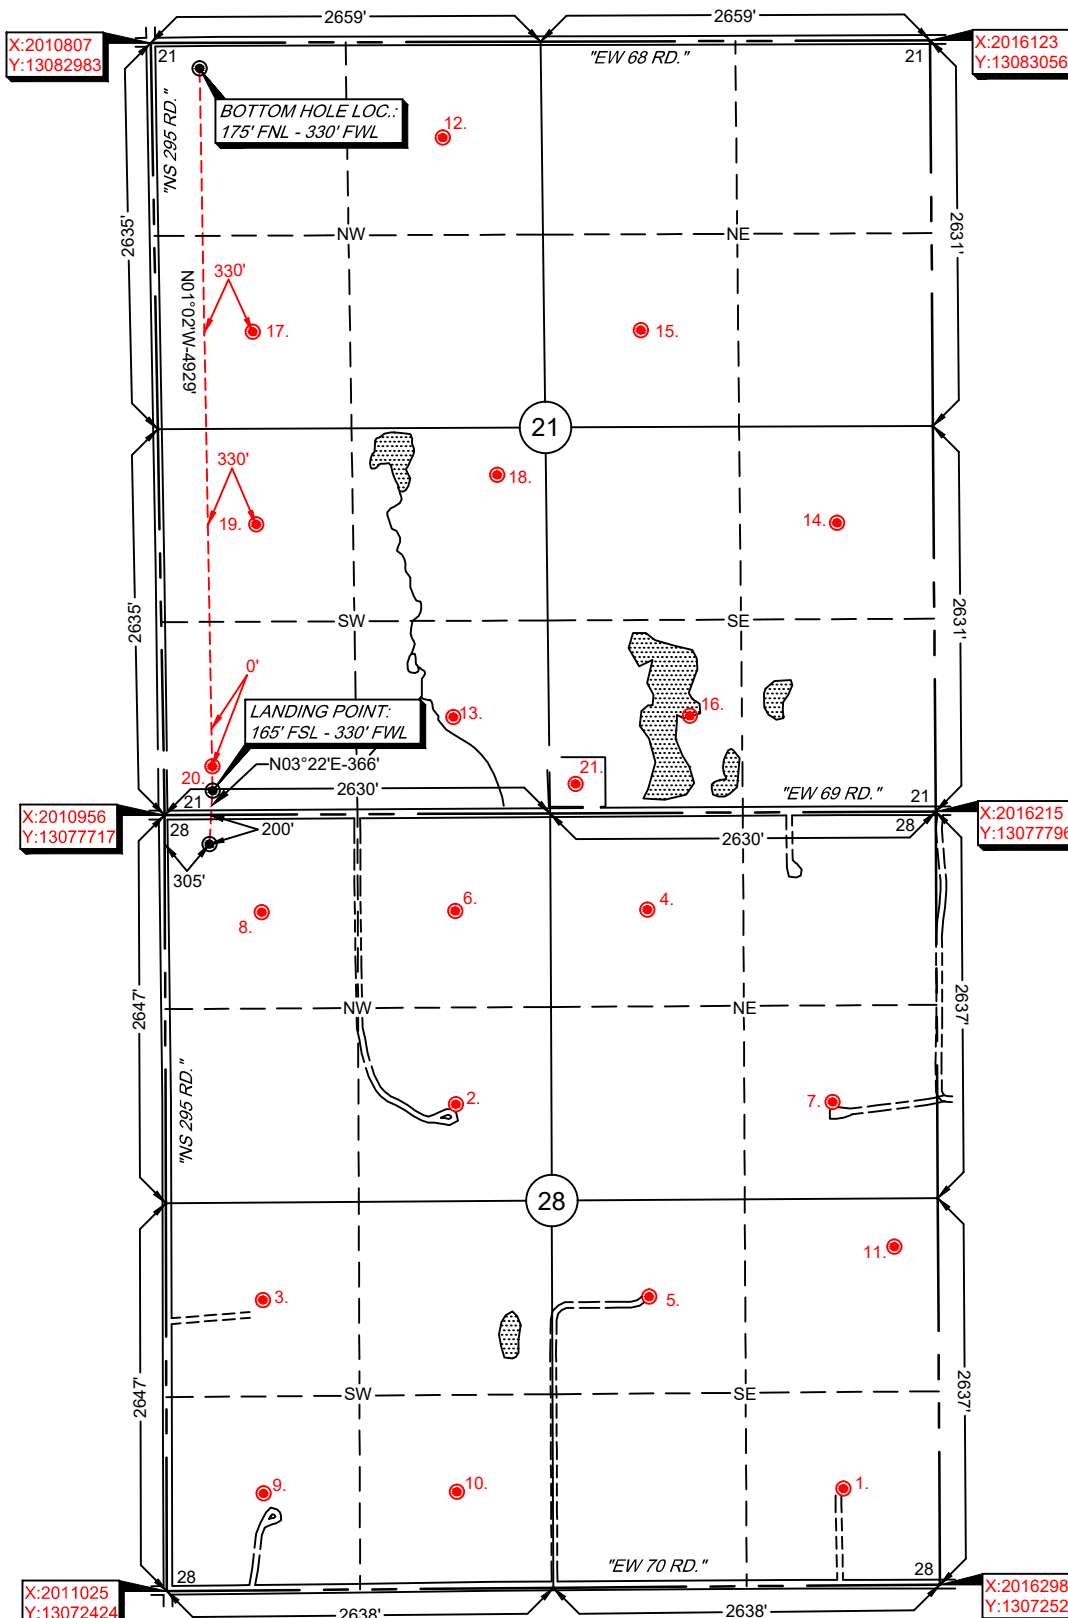 2659'
2659'
X:2010807
Y:13082983
X:2016123
Y:13083056
21
"EW 68 RD."
21
BOTTOM HOLE LOC.:
175' FNL - 330' FWL
"NS 295 RD."
12.
2635'
2631'
NW
NE
330'
N01°02'W-4929'
17.
15.
21
18.
330'
19.
14.
2635'
2631'
SW
SE
0'
LANDING POINT:
165' FSL - 330' FWL
13.
16.
20.
N03°22'E-366'
21.
21
2630'
"EW 69 RD."
21
X:2010956
Y:13077717
X:2016215
Y:13077796
28
200'
2630'
28
305'
8.
6.
4.
2647'
2637'
NW
NE
"NS 295 RD."
2.
7.
28
11.
3.
5.
2647'
2637'
SW
SE
9.
10.
1.
28
"EW 70 RD."
28
X:2011025
Y:13072424
X:2016298
Y:1307252
2638'
2638'